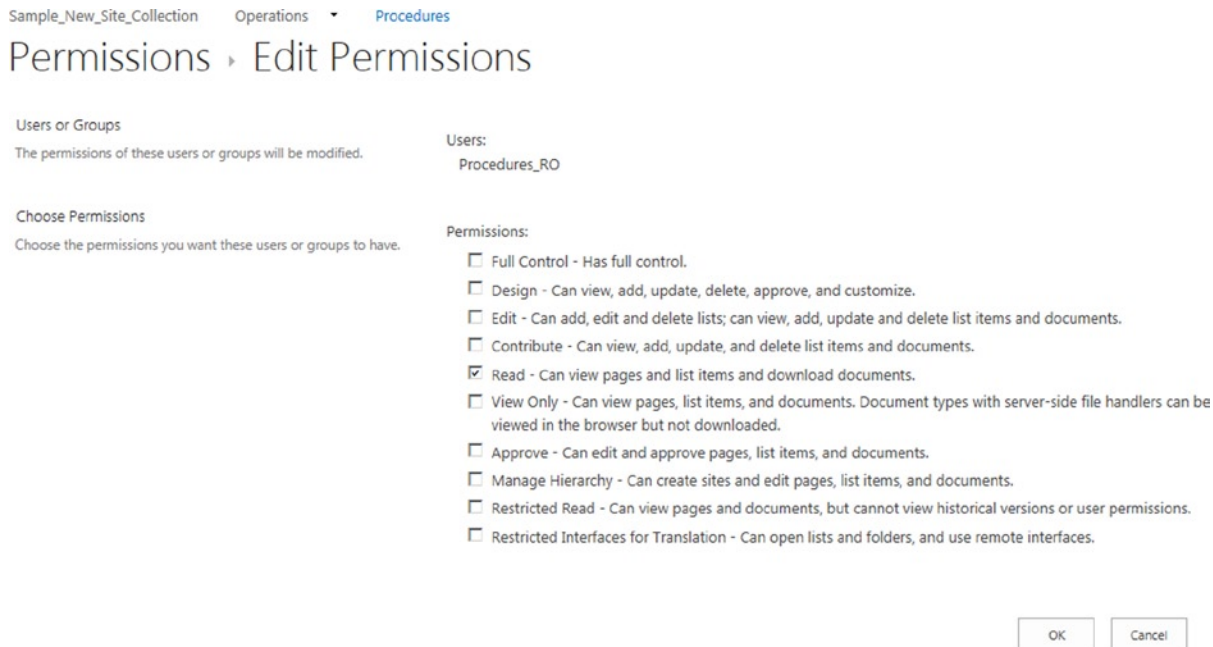 Sample_New_Site_Collection Operations Procedures
Permissions Edit Permissions
Users or Groups
The permissions of these users or groups will be modified.
Users:
Procedures_RO
Choose Permissions
Choose the permissions you want these users or groups to have.
Permissions:
Full Control - Has full control.
Design - Can view, add, update, delete, approve, and customize.
Edit - Can add, edit and delete lists; can view, add, update and delete list items and documents.
Contribute - Can view, add, update, and delete list items and documents.
Read - Can view pages and list items and download documents.
View Only - Can view pages, list items, and documents. Document types with server-side file handlers can be
viewed in the browser but not downloaded.
Approve - Can edit and approve pages, list items, and documents.
Manage Hierarchy - Can create sites and edit pages, list items, and documents.
Restricted Read - Can view pages and documents, but cannot view historical versions or user permissions.
Restricted Interfaces for Translation - Can open lists and folders, and use remote interfaces.
OK Cancel